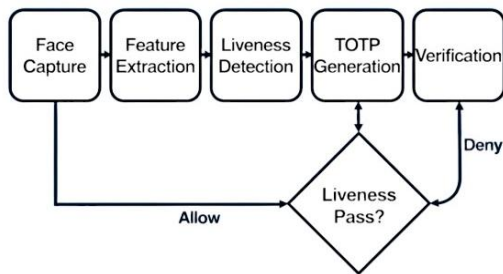 Face
Capture
Feature
Extraction
Liveness
Detection
TOTP
Generation
Verification
Deny
Liveness
Pass?
Allow